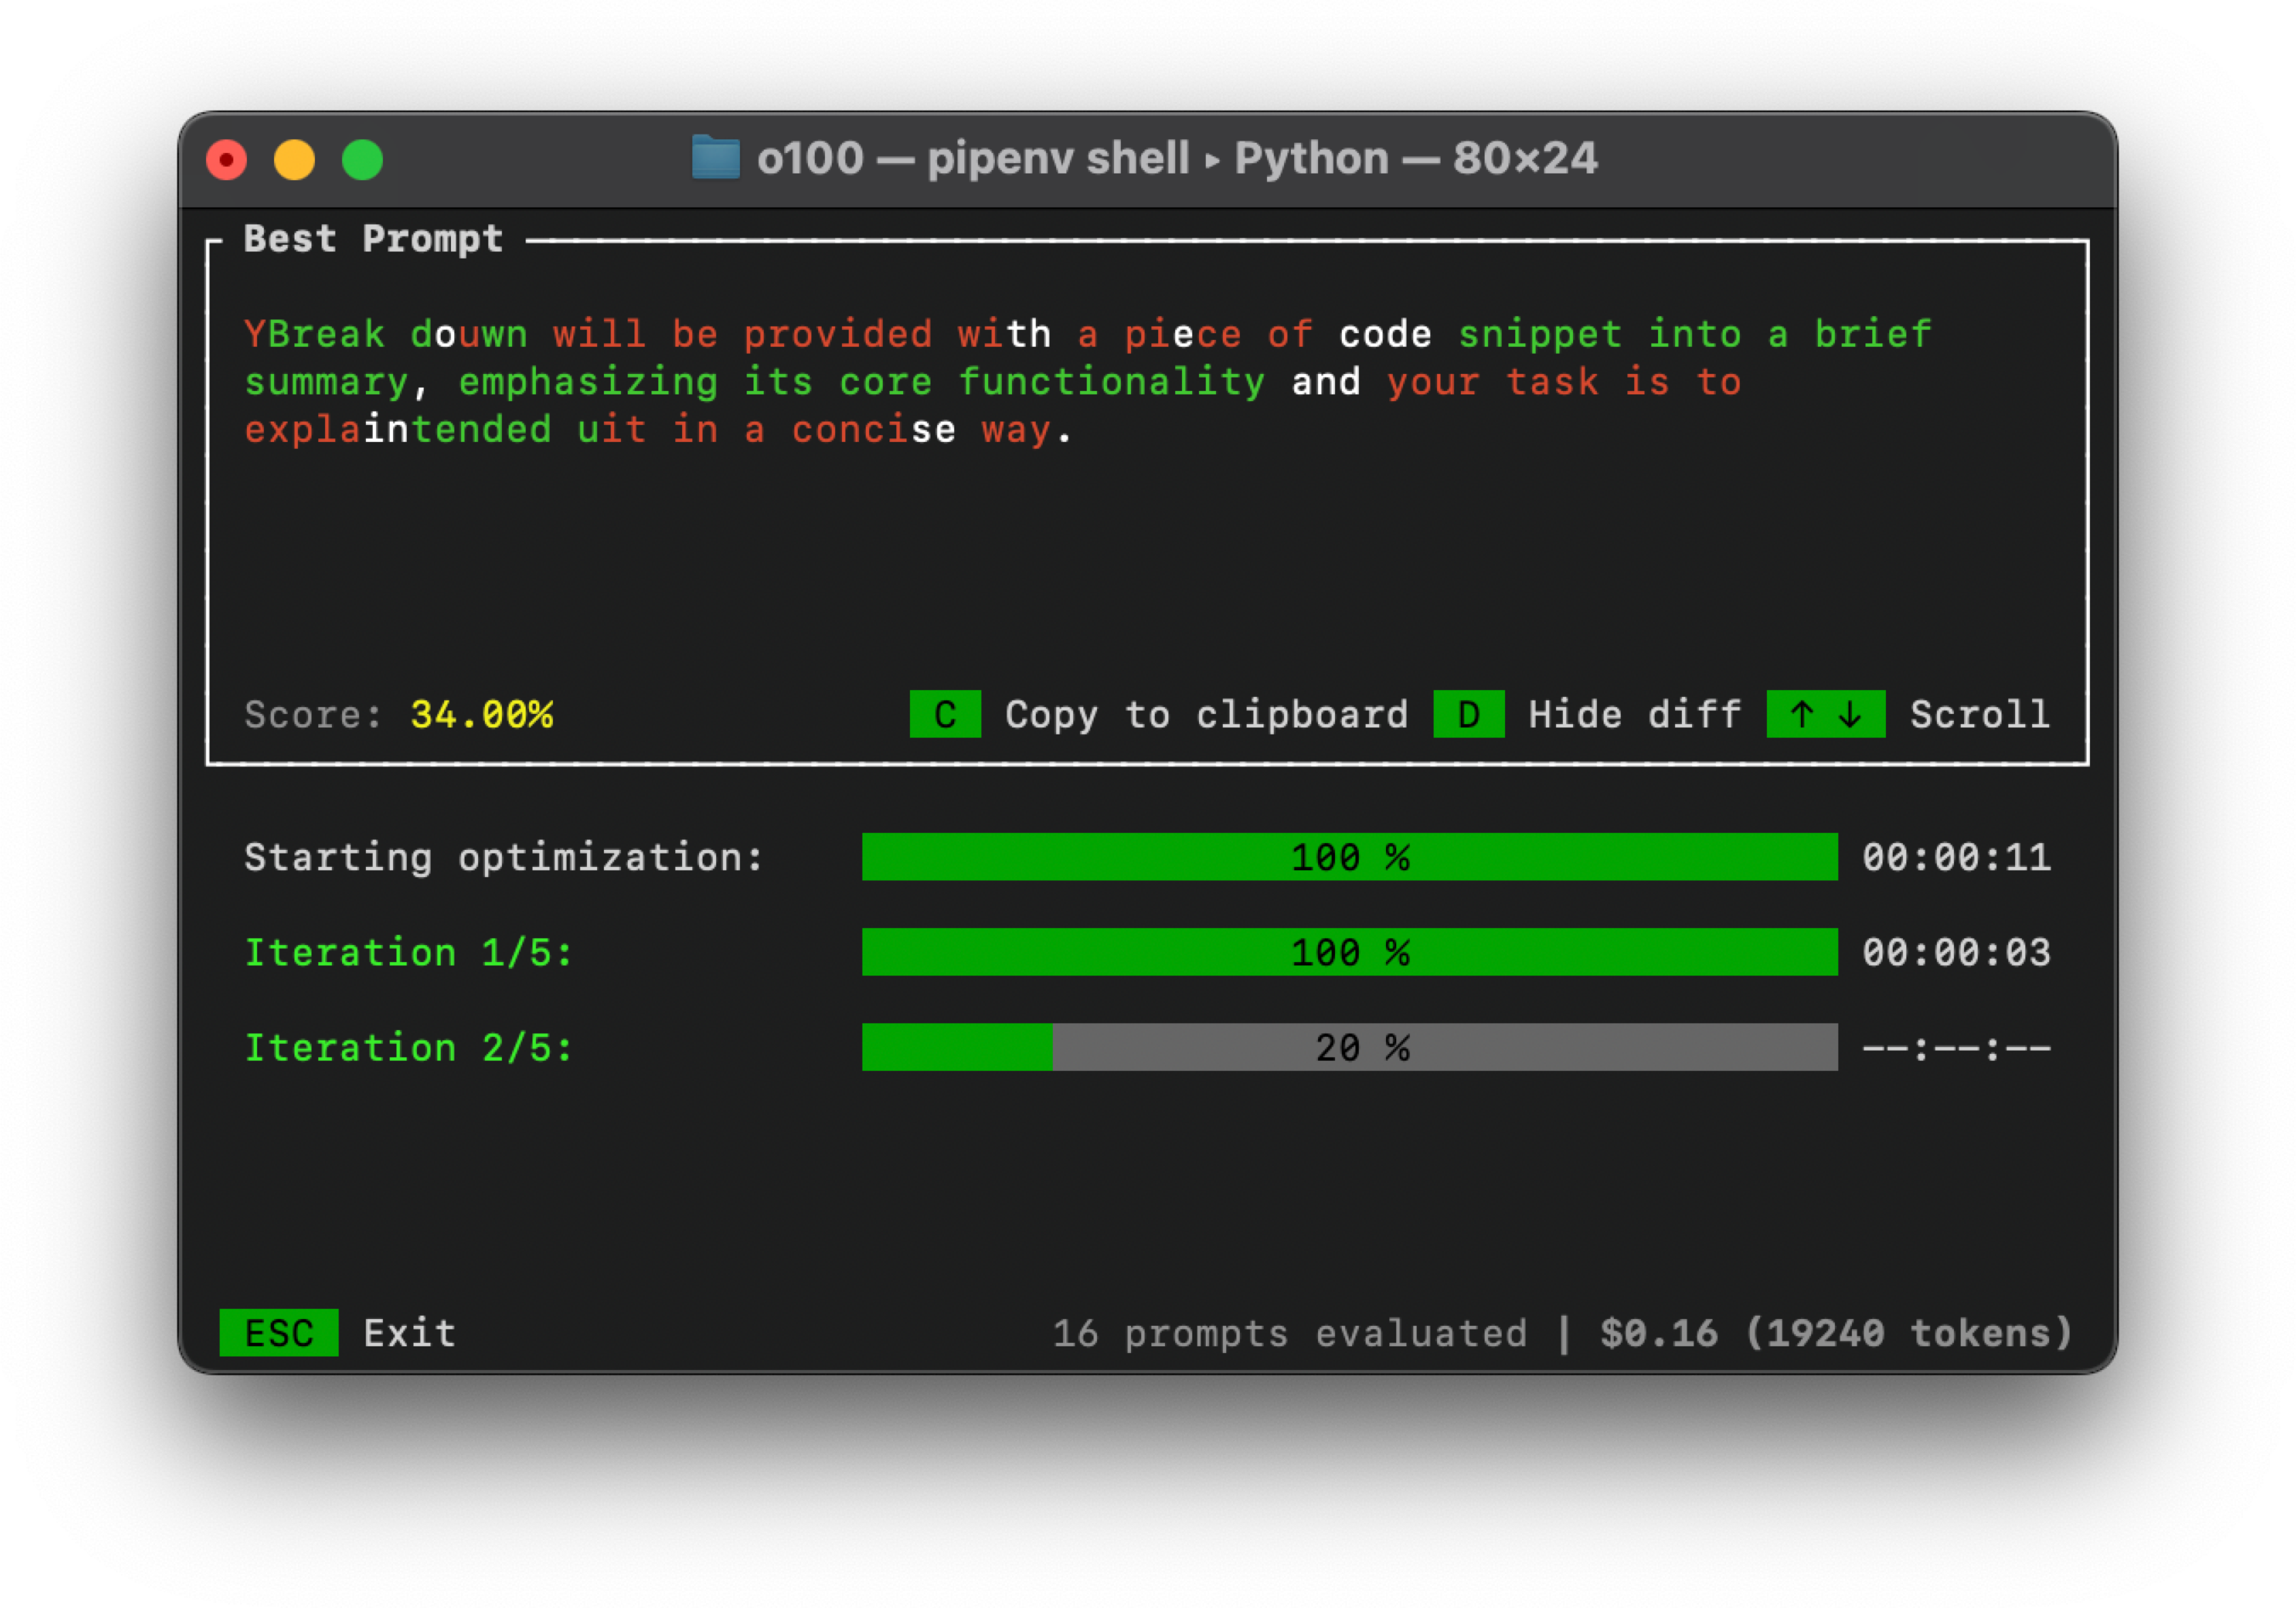 o100 — pipenv shell ▸ Python — 80×24
Best Prompt
YBreak douwn will be provided with a piece of code snippet into a brief
summary, emphasizing its core functionality and your task is to
explaintended uit in a concise way.
Score: 34.00% C Copy to clipboard D Hide diff ↑ ↓ Scroll
Starting optimization: 100 % 00:00:11
Iteration 1/5: 100 % 00:00:03
Iteration 2/5: 20 % --:--:--
ESC Exit 16 prompts evaluated | $0.16 (19240 tokens)